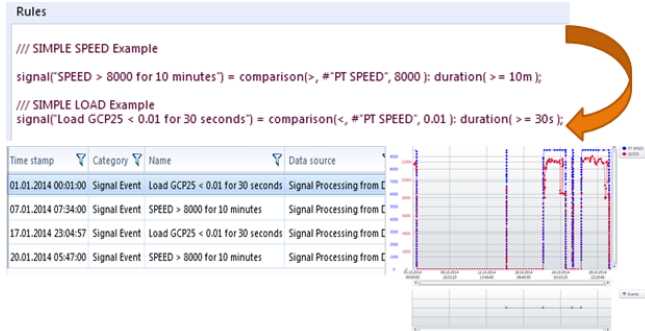 Rules
/// SIMPLE SPEED Example
signal("SPEED > 8000 for 10 minutes") = comparison(>, #"PT SPEED", 8000 ): duration( >= 10m );
/// SIMPLE LOAD Example
signal("Load GCP25 < 0.01 for 30 seconds") = comparison(<, #"PT SPEED", 0.01 ): duration( >= 30s );
Time stamp Category Name Data source
01.01.2014 00:01:00 Signal Event Load GCP25 < 0.01 for 30 seconds Signal Processing from D
07.01.2014 07:34:00 Signal Event SPEED > 8000 for 10 minutes Signal Processing from D
17.01.2014 23:04:57 Signal Event Load GCP25 < 0.01 for 30 seconds Signal Processing from D
20.01.2014 05:47:00 Signal Event SPEED > 8000 for 10 minutes Signal Processing from D
PT SPEED
GCP25
Events